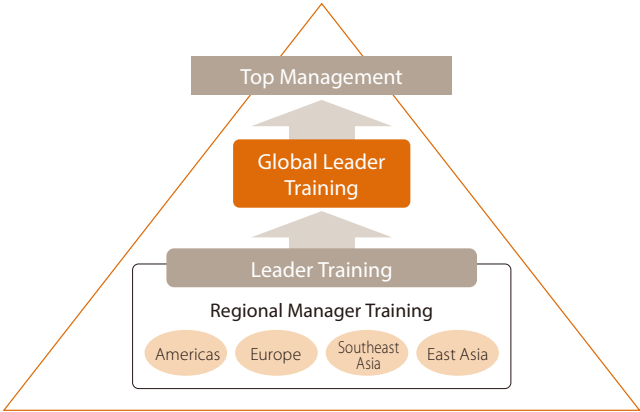 Top Management
Global Leader
Training
Leader Training
Regional Manager Training
Americas
Europe
Southeast
Asia
East Asia